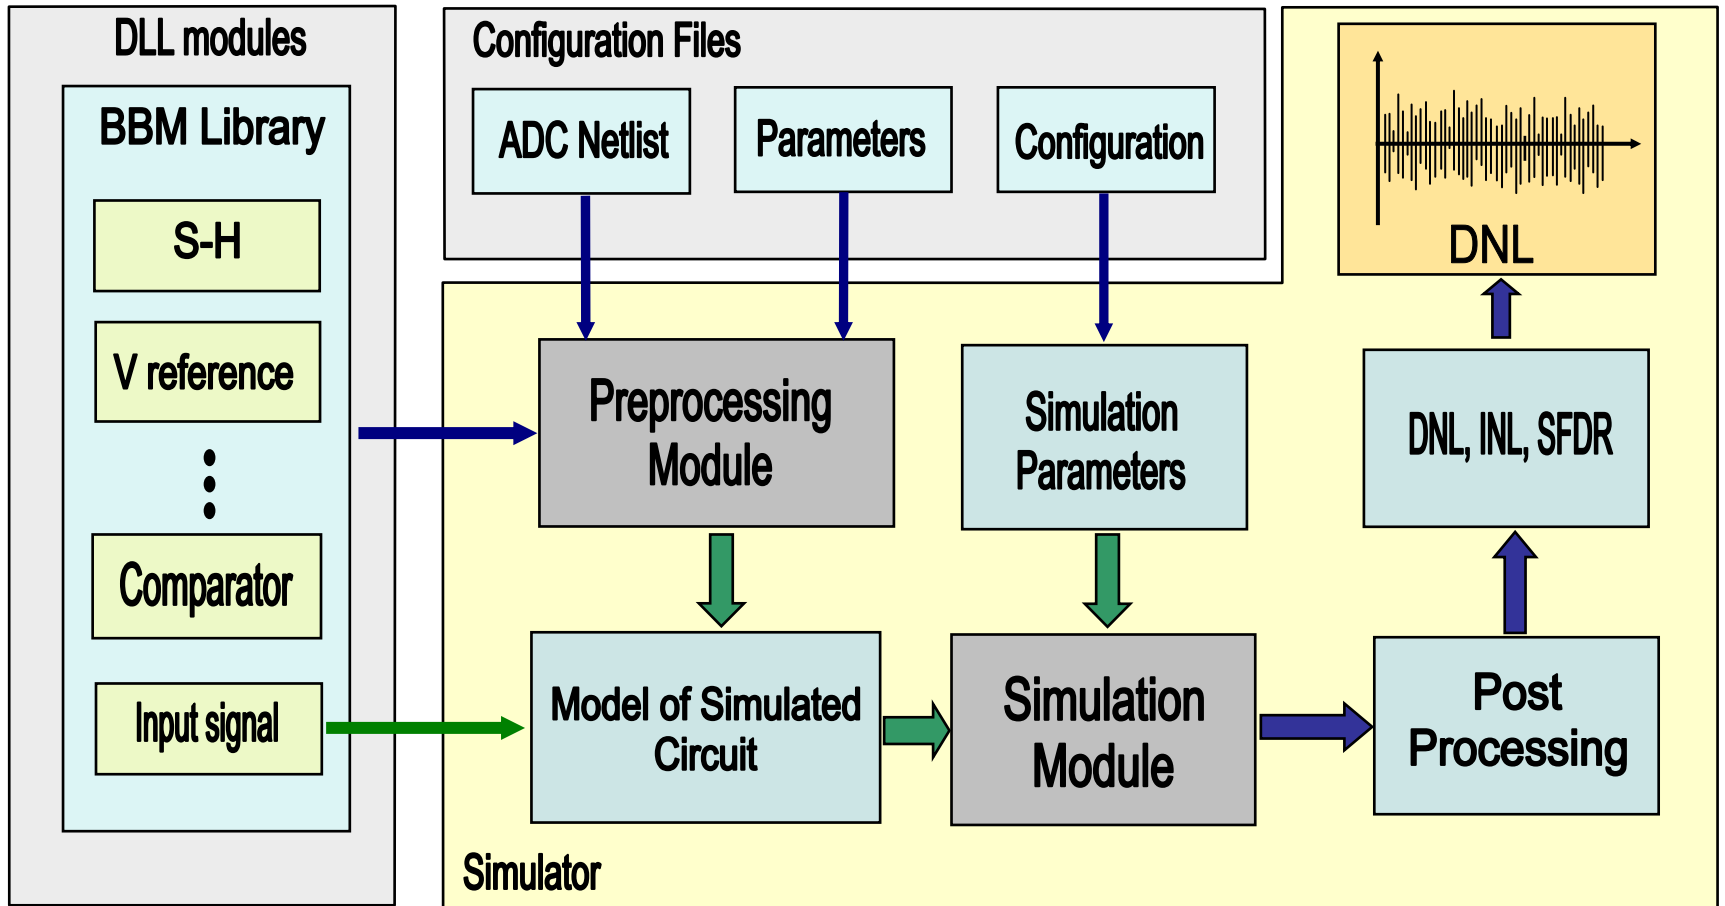 DLL modules
BBM Library
S-H
V reference
Comparator
Input signal
Configuration Files
ADC Netlist
Parameters
Configuration
Preprocessing
Module
Simulation
Parameters
Model of Simulated
Circuit
Simulation
Module
Post
Processing
DNL, INL, SFDR
DNL
Simulator